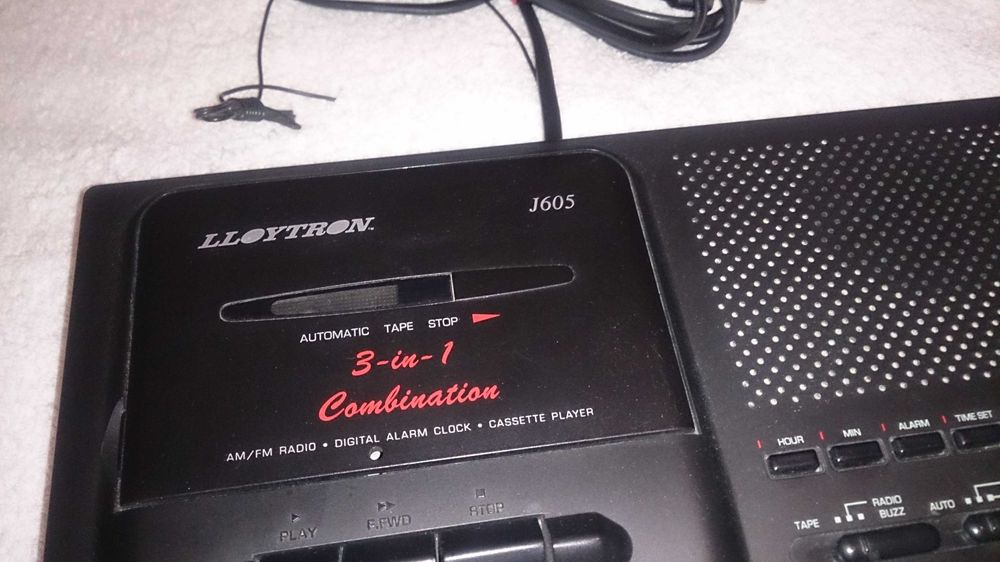 LLOYTRON™
J605
AUTOMATIC TAPE STOP
3-in-1
Combination
AM/FM RADIO • DIGITAL ALARM CLOCK • CASSETTE PLAYER
PLAY
F.FWD
STOP
HOUR
MIN
ALARM
TIME SET
TAPE
RADIO
BUZZ
AUTO